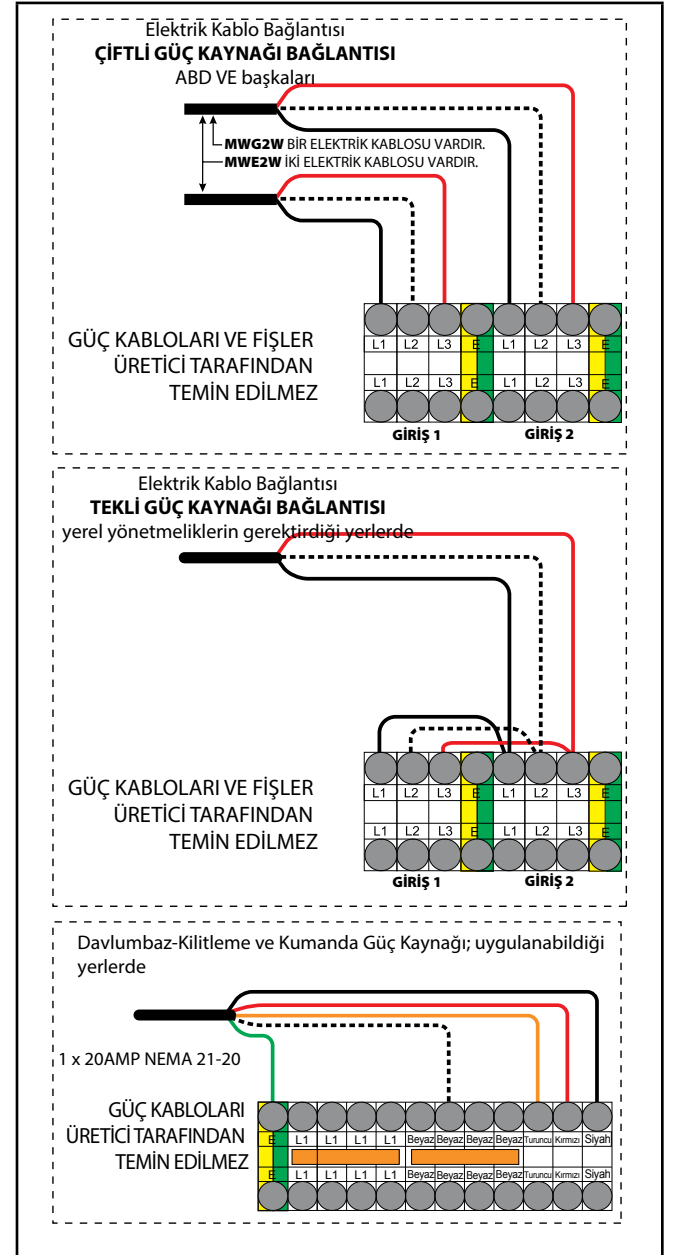 Elektrik Kablo Bağlantısı
ÇİFTLİ GÜÇ KAYNAĞI BAĞLANTISI
ABD VE başkaları
MWG2W BİR ELEKTRİK KABLOSU VARDIR.
MWE2W İKİ ELEKTRİK KABLOSU VARDIR.
GÜÇ KABLOLARI VE FİŞLER
ÜRETİCİ TARAFINDAN
TEMİN EDİLMEZ
L1 L2 L3 E L1 L2 L3 E
L1 L2 L3 E L1 L2 L3 E
GİRİŞ 1 GİRİŞ 2
Elektrik Kablo Bağlantısı
TEKLİ GÜÇ KAYNAĞI BAĞLANTISI
yerel yönetmeliklerin gerektirdiği yerlerde
GÜÇ KABLOLARI VE FİŞLER
ÜRETİCİ TARAFINDAN
TEMİN EDİLMEZ
L1 L2 L3 E L1 L2 L3 E
L1 L2 L3 E L1 L2 L3 E
GİRİŞ 1 GİRİŞ 2
Davlumbaz-Kilitleme ve Kumanda Güç Kaynağı; uygulanabildiği
yerlerde
1 x 20AMP NEMA 21-20
GÜÇ KABLOLARI
ÜRETİCİ TARAFINDAN
TEMİN EDİLMEZ
E L1 L1 L1 L1 Beyaz Beyaz Beyaz Beyaz Turuncu Kırmızı Siyah
E L1 L1 L1 L1 Beyaz Beyaz Beyaz Beyaz Turuncu Kırmızı Siyah